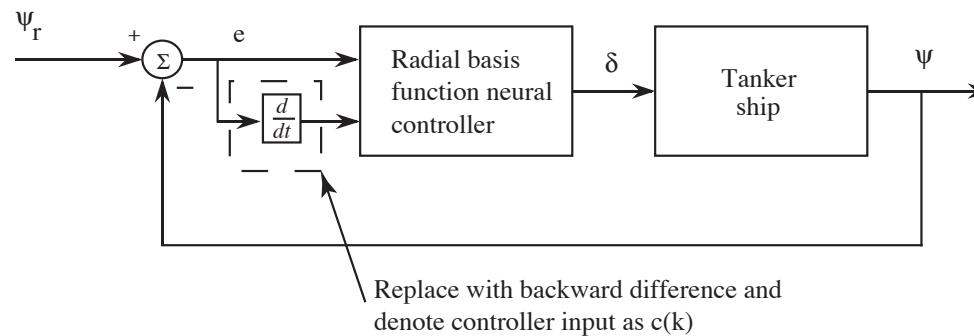 ψr
+
Σ
−
e
d
dt
Radial basis
function neural
controller
δ
Tanker
ship
ψ
Replace with backward difference and
denote controller input as c(k)